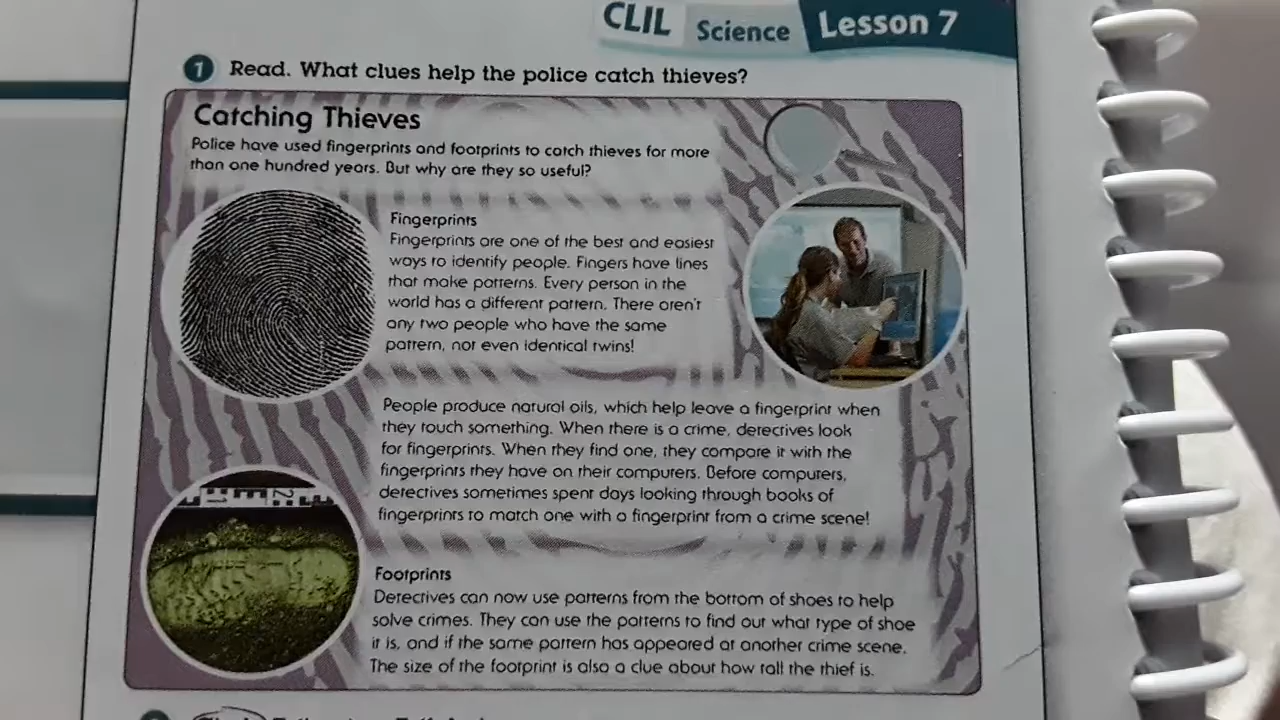 CLIL Science Lesson 7
1 Read. What clues help the police catch thieves?
Catching Thieves
Police have used fingerprints and footprints to catch thieves for more
than one hundred years. But why are they so useful?
Fingerprints
Fingerprints are one of the best and easiest
ways to identify people. Fingers have lines
that make patterns. Every person in the
world has a different pattern. There aren't
any two people who have the same
pattern, not even identical twins!
People produce natural oils, which help leave a fingerprint when
they touch something. When there is a crime, detectives look
for fingerprints. When they find one, they compare it with the
fingerprints they have on their computers. Before computers,
detectives sometimes spent days looking through books of
fingerprints to match one with a fingerprint from a crime scene!
1 2
Footprints
Detectives can now use patterns from the bottom of shoes to help
solve crimes. They can use the patterns to find out what type of shoe
it is, and if the same pattern has appeared at another crime scene.
The size of the footprint is also a clue about how tall the thief is.